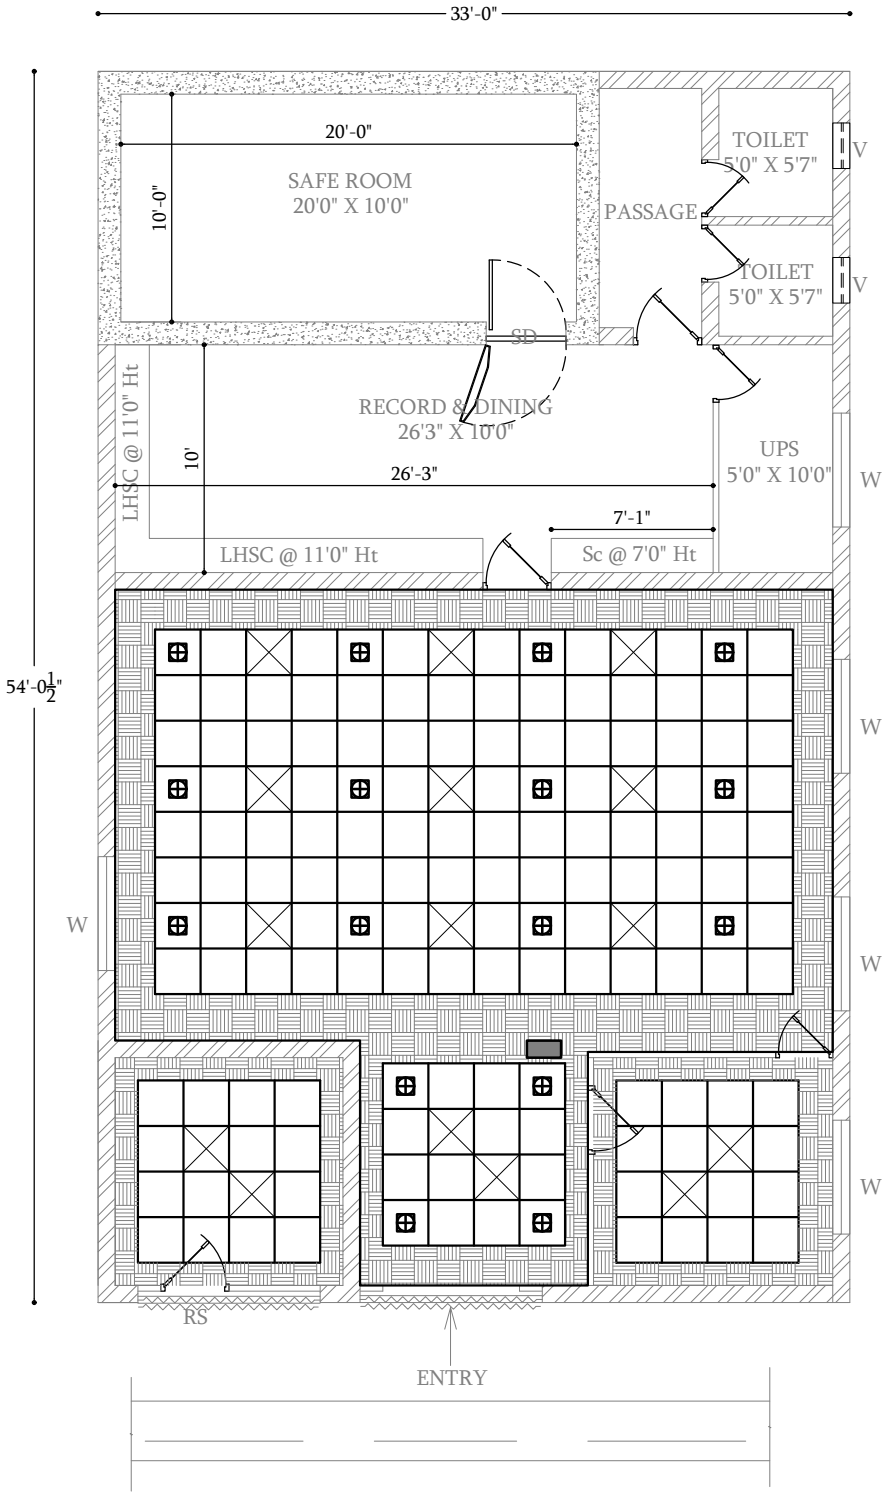 33'-0"
TOILET
5'0" X 5'7"
V
20'-0"
SAFE ROOM
20'0" X 10'0"
10'-0"
PASSAGE
TOILET
5'0" X 5'7"
V
SD
LHSC @ 11'0" Ht
RECORD & DINING
26'3" X 10'0"
10'
26'-3"
UPS
5'0" X 10'0"
W
7'-1"
LHSC @ 11'0" Ht
Sc @ 7'0" Ht
54'-0 1/2"
W
W
W
W
RS
ENTRY